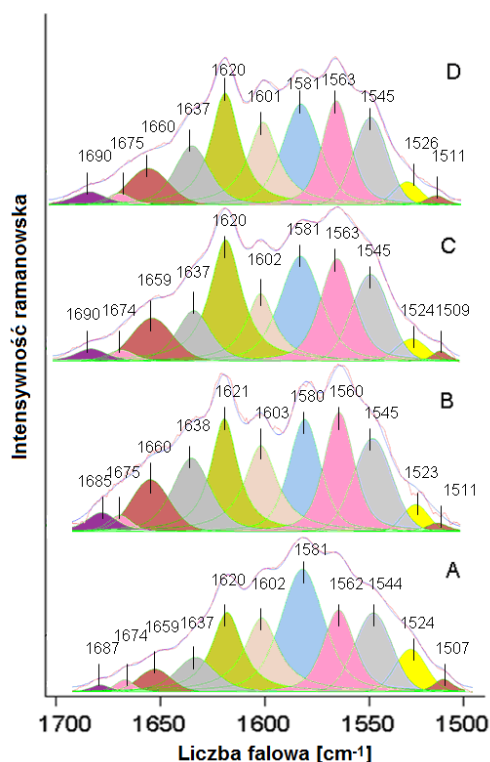 Intensywność ramanowska
D
1690 1675 1660 1637 1620 1601 1581 1563 1545 1526 1511
C
1690 1674 1659 1637 1620 1602 1581 1563 1545 1524 1509
B
1685 1675 1660 1638 1621 1603 1580 1560 1545 1523 1511
A
1687 1674 1659 1637 1620 1602 1581 1562 1544 1524 1507
1700 1650 1600 1550 1500
Liczba falowa [cm⁻¹]